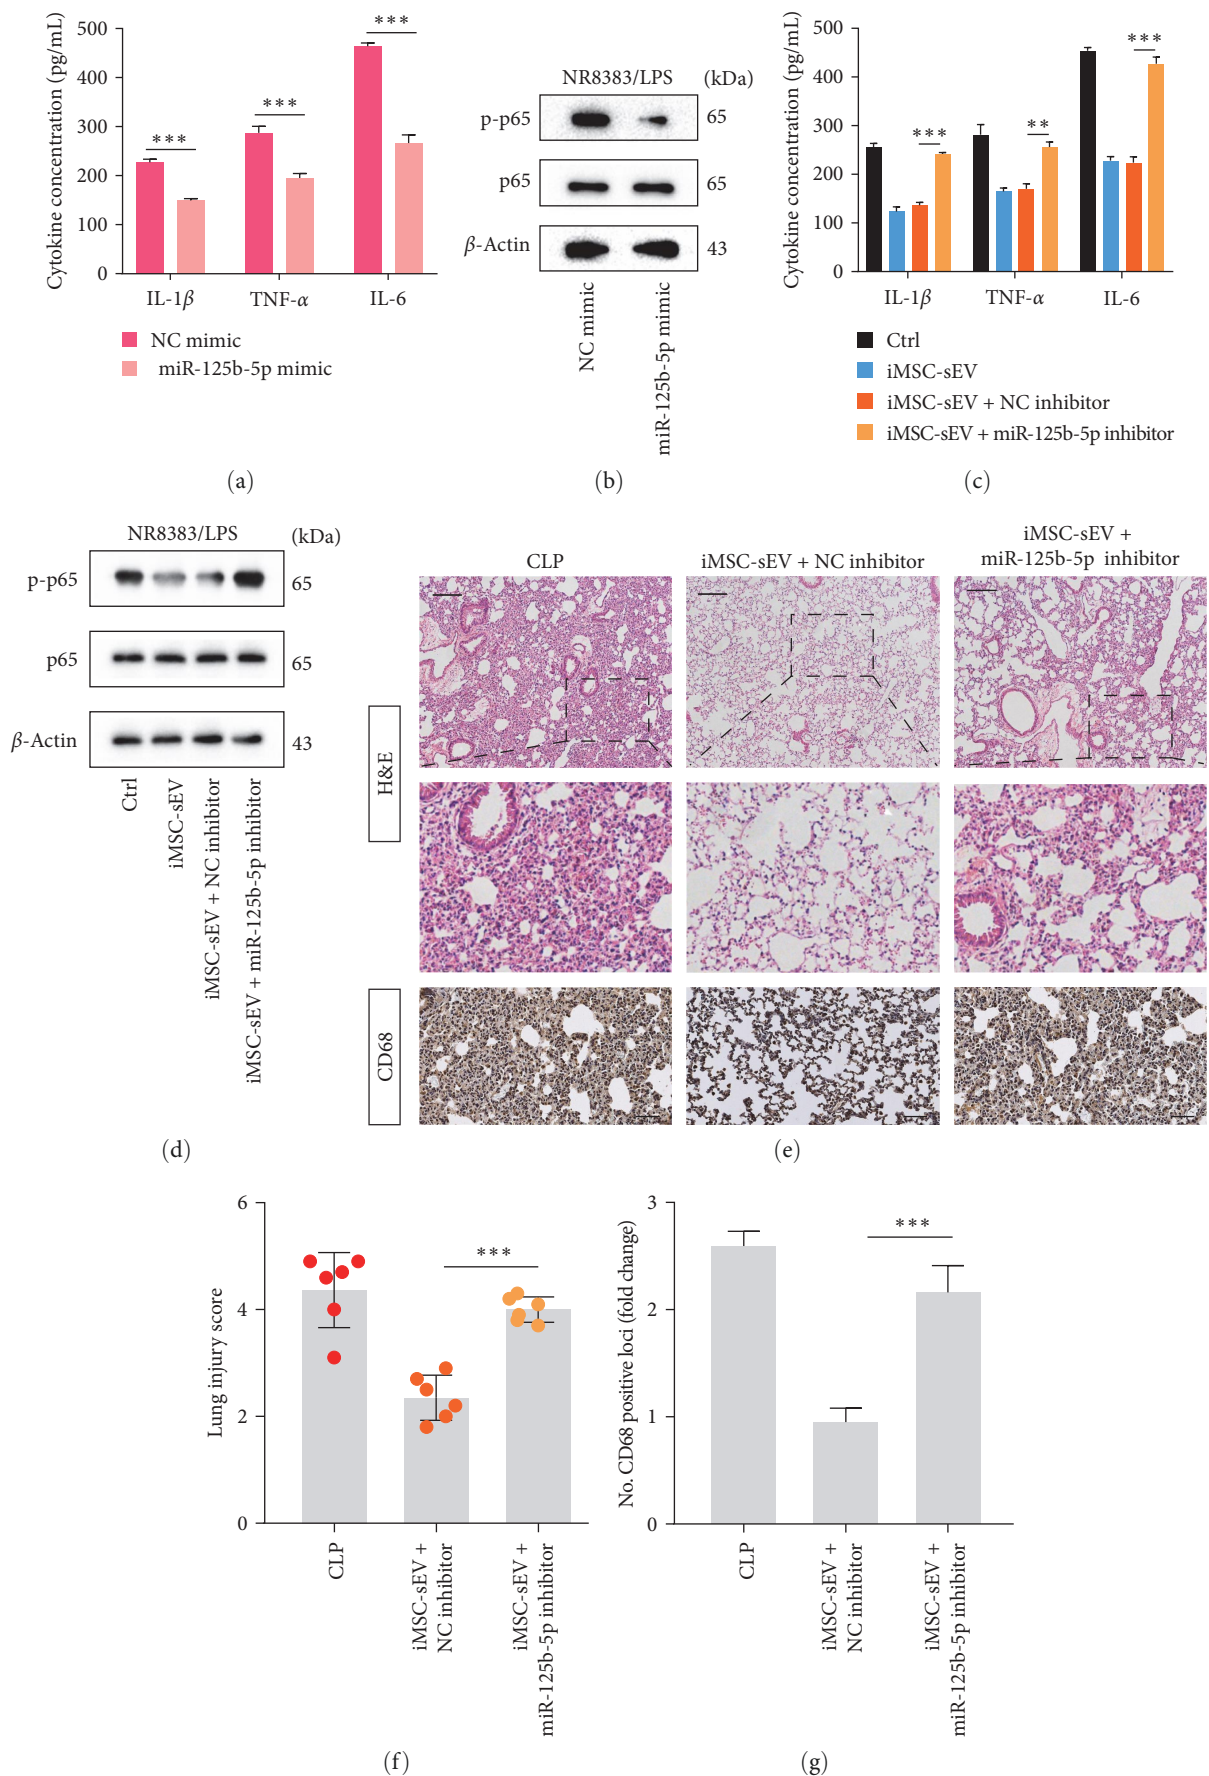 Cytokine concentration (pg/mL)
500
400
300
200
100
0
***
***
***
IL-1β
TNF-α
IL-6
NC mimic
miR-125b-5p mimic
(a)
NR8383/LPS
(kDa)
p-p65
65
p65
65
β-Actin
43
NC mimic
miR-125b-5p mimic
(b)
Cytokine concentration (pg/mL)
500
400
300
200
100
0
***
**
***
IL-1β
TNF-α
IL-6
Ctrl
iMSC-sEV
iMSC-sEV + NC inhibitor
iMSC-sEV + miR-125b-5p inhibitor
(c)
NR8383/LPS
(kDa)
p-p65
65
p65
65
β-Actin
43
Ctrl
iMSC-sEV
iMSC-sEV + NC inhibitor
iMSC-sEV + miR-125b-5p inhibitor
(d)
CLP
iMSC-sEV + NC inhibitor
iMSC-sEV +
miR-125b-5p inhibitor
H&E
CD68
(e)
Lung injury score
6
4
2
0
***
CLP
iMSC-sEV +
NC inhibitor
iMSC-sEV +
miR-125b-5p inhibitor
(f)
No. CD68 positive loci (fold change)
3
2
1
0
***
CLP
iMSC-sEV +
NC inhibitor
iMSC-sEV +
miR-125b-5p inhibitor
(g)